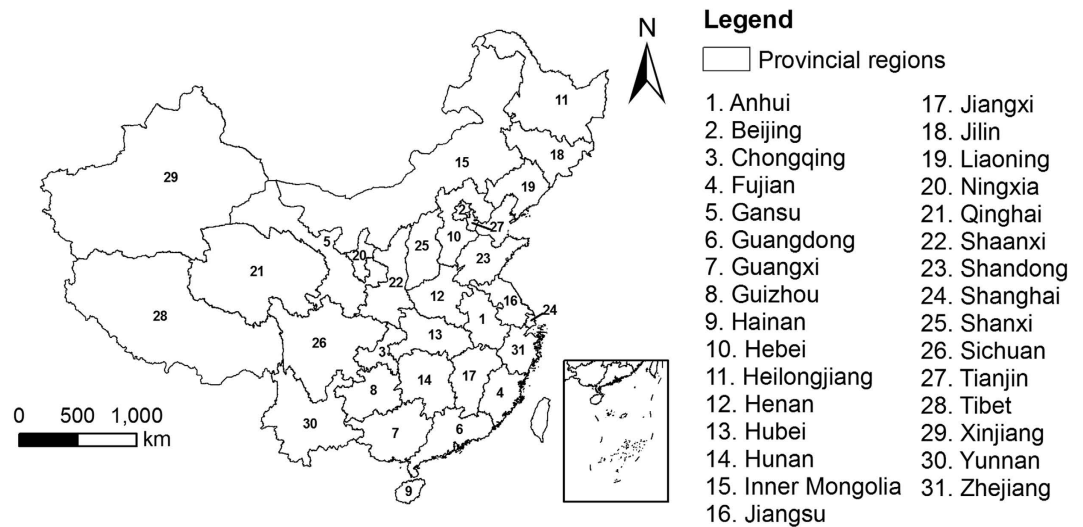 N
11
18
15
29
19
2
27
10
25
5
20
23
21
22
12
16
24
28
1
13
26
31
3
17
14
8
4
30
6
7
9
0 500 1,000
km
Legend
Provincial regions
1. Anhui
2. Beijing
3. Chongqing
4. Fujian
5. Gansu
6. Guangdong
7. Guangxi
8. Guizhou
9. Hainan
10. Hebei
11. Heilongjiang
12. Henan
13. Hubei
14. Hunan
15. Inner Mongolia
16. Jiangsu
17. Jiangxi
18. Jilin
19. Liaoning
20. Ningxia
21. Qinghai
22. Shaanxi
23. Shandong
24. Shanghai
25. Shanxi
26. Sichuan
27. Tianjin
28. Tibet
29. Xinjiang
30. Yunnan
31. Zhejiang